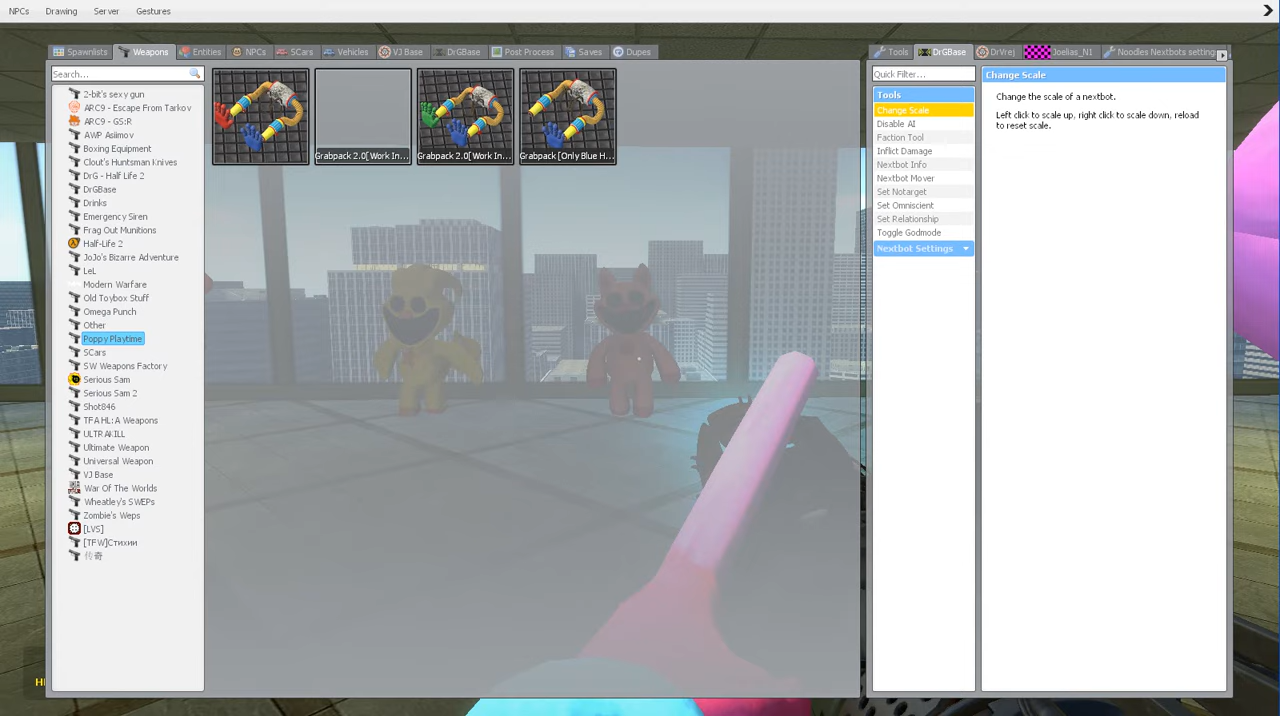 NPCs Drawing Server Gestures
Spawnlists Weapons Entities NPCs SCars Vehicles VJ Base DrGBase Post Process Saves Dupes
Search...
2-bit's sexy gun
ARC9 - Escape From Tarkov
ARC9 - GS:R
AWP Asiimov
Boxing Equipment
Clout's Huntsman Knives
DrG - Half Life 2
DrGBase
Drinks
Emergency Siren
Frag Out Munitions
Half-Life 2
JoJo's Bizarre Adventure
LeL
Modern Warfare
Old Toybox Stuff
Omega Punch
Other
Poppy Playtime
SCars
SW Weapons Factory
Serious Sam
Serious Sam 2
Shot846
TFA HL: A Weapons
ULTRAKILL
Ultimate Weapon
Universal Weapon
VJ Base
War Of The Worlds
Wheatley's SWEPs
Zombie's Weps
[LVS]
[TFW]Стихии
传奇
Grabpack 2.0[Work In...
Grabpack 2.0[Work In...
Grabpack [Only Blue H...
Tools DrGBase DrVrej Joelias_N1 Noodles Nextbots setting
Quick Filter...
Tools
Change Scale
Disable AI
Faction Tool
Inflict Damage
Nextbot Info
Nextbot Mover
Set Notarget
Set Omniscient
Set Relationship
Toggle Godmode
Nextbot Settings
Change Scale
Change the scale of a nextbot.
Left click to scale up, right click to scale down, reload
to reset scale.